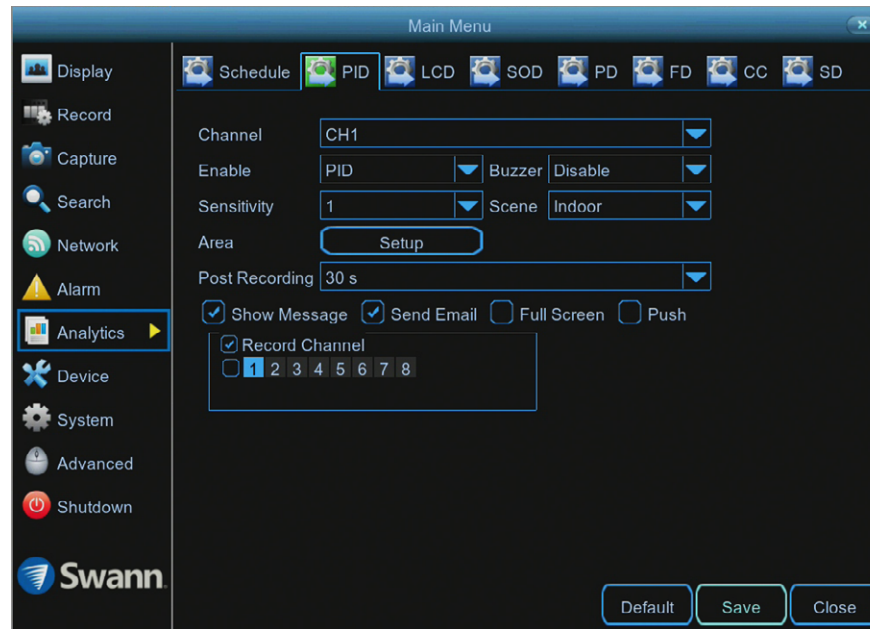 Main Menu
Display
Record
Capture
Search
Network
Alarm
Analytics
Device
System
Advanced
Shutdown
Swann
Schedule PID LCD SOD PD FD CC SD
Channel CH1
Enable PID Buzzer Disable
Sensitivity 1 Scene Indoor
Area Setup
Post Recording 30 s
Show Message Send Email Full Screen Push
Record Channel
1 2 3 4 5 6 7 8
Default Save Close